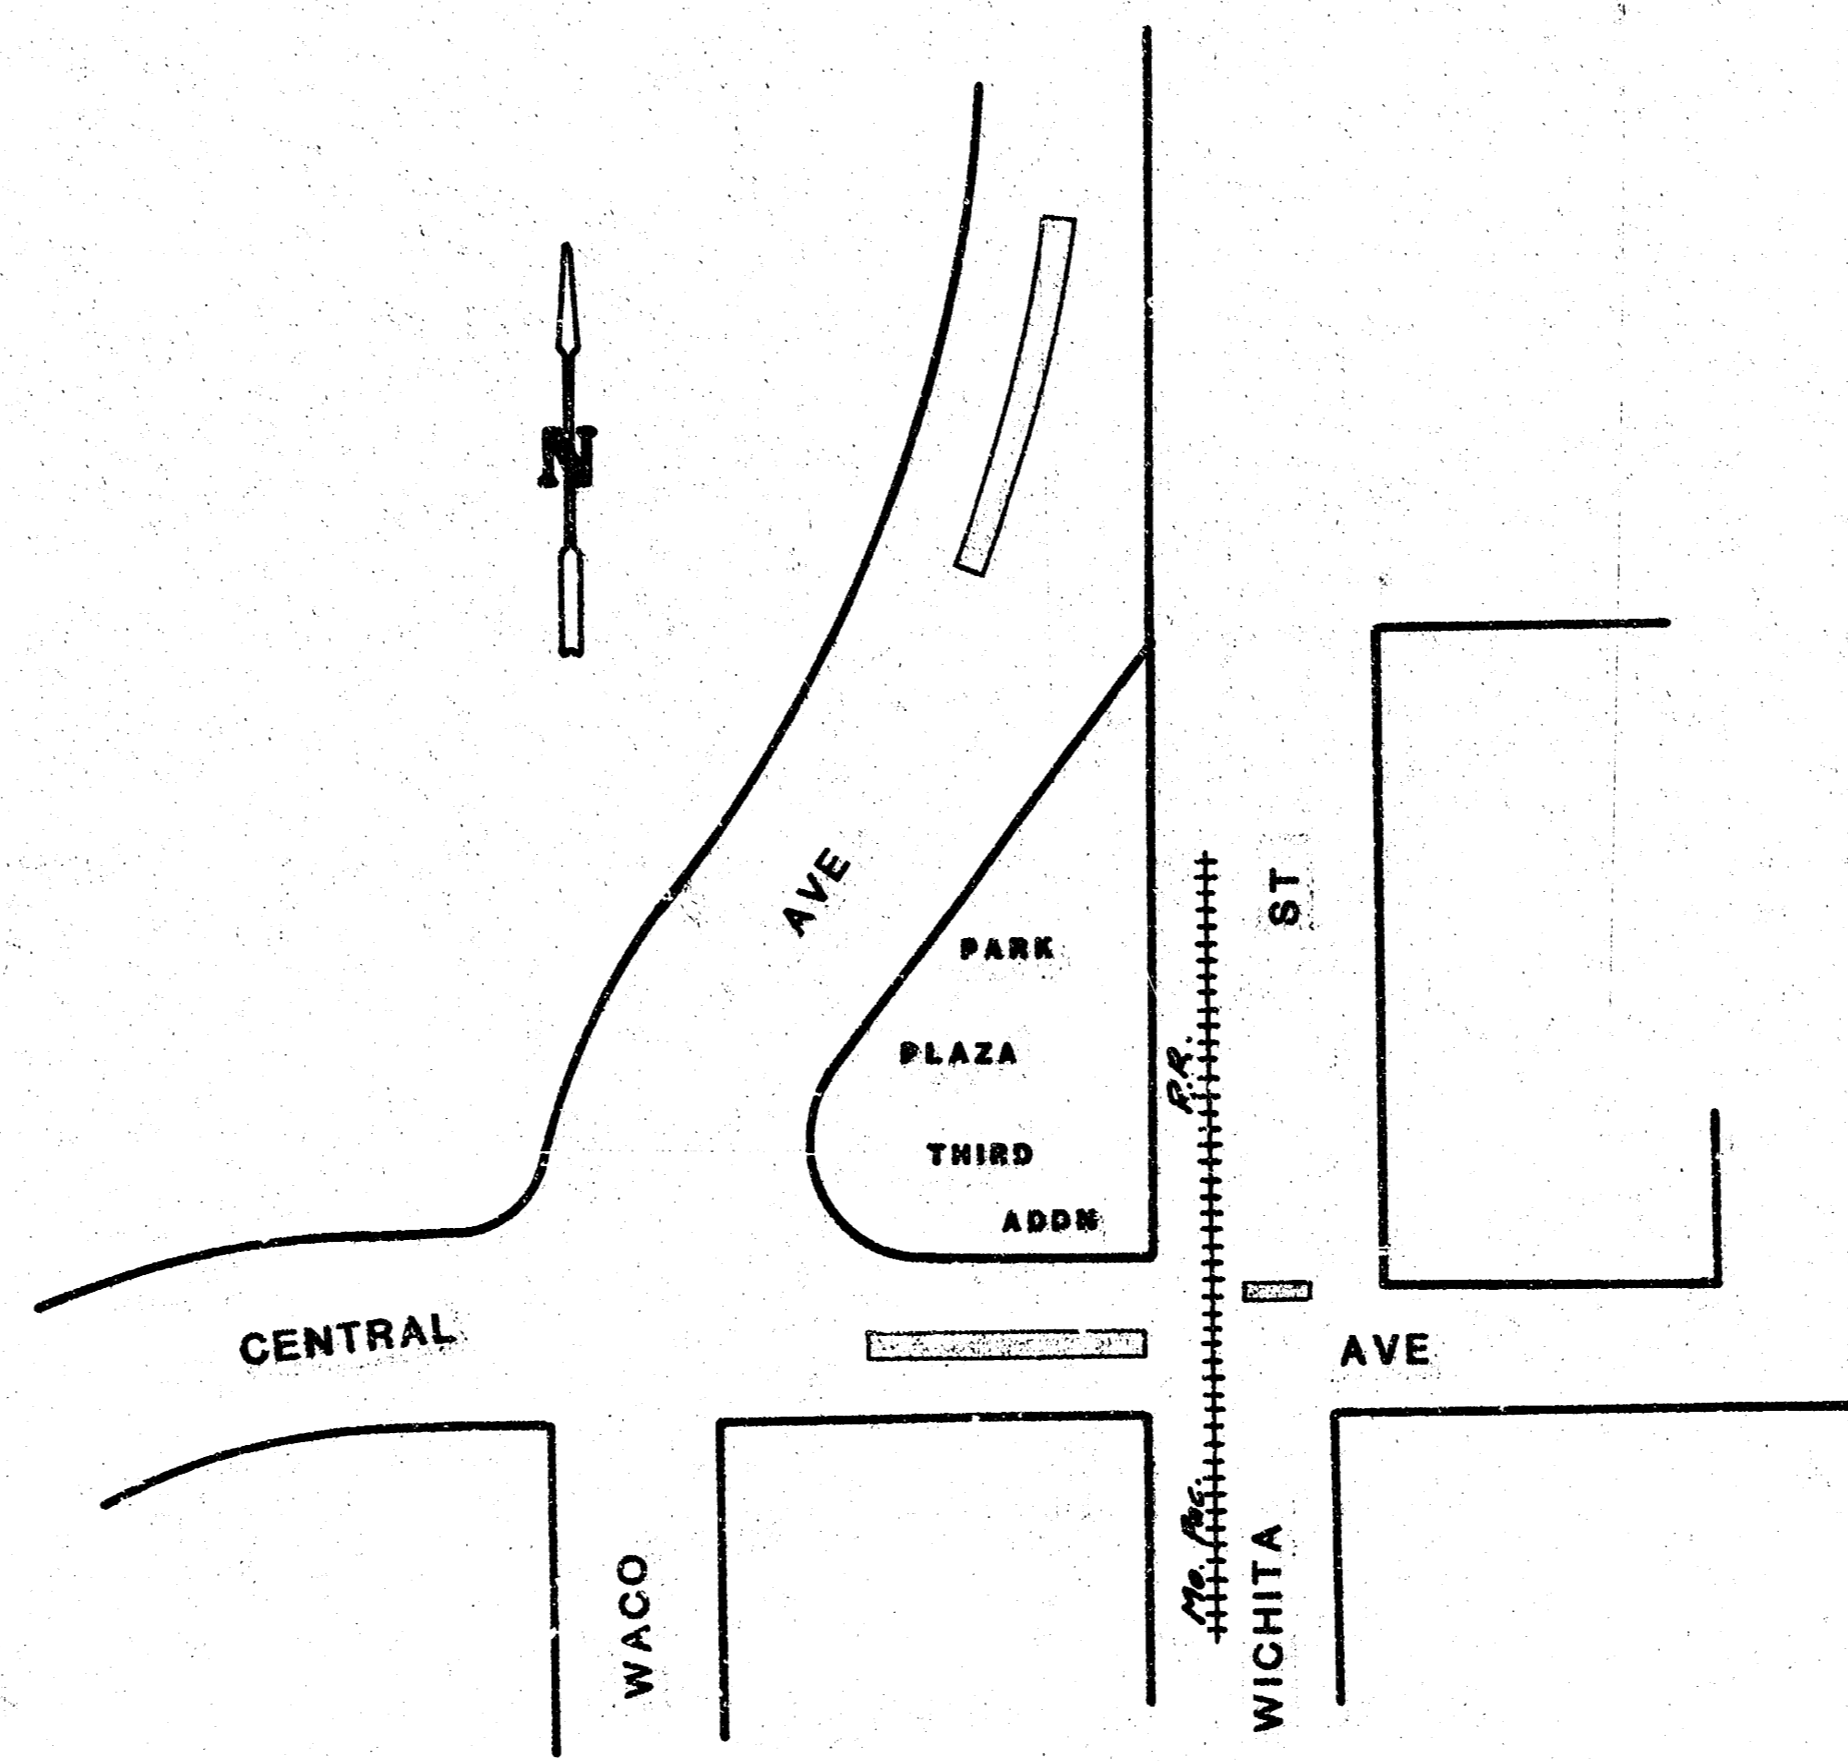 N
AVE
ST
PARK
PLAZA
R.R.
THIRD
ADDN
CENTRAL
AVE
Mo. Pac.
WACO
WICHITA